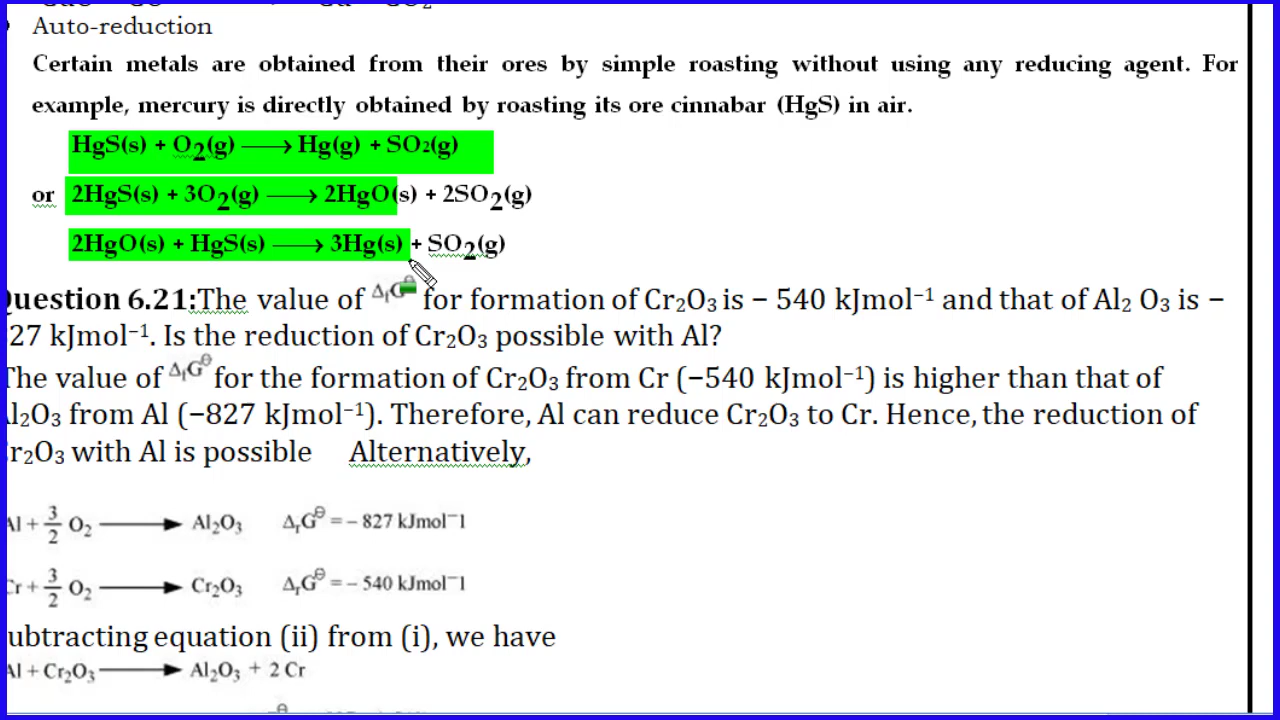 Auto-reduction
Certain metals are obtained from their ores by simple roasting without using any reducing agent. For
example, mercury is directly obtained by roasting its ore cinnabar (HgS) in air.
HgS(s) + O₂(g) ⟶ Hg(g) + SO₂(g)
or 2HgS(s) + 3O₂(g) ⟶ 2HgO(s) + 2SO₂(g)
2HgO(s) + HgS(s) ⟶ 3Hg(s) + SO₂(g)
uestion 6.21:The value of ΔfG for formation of Cr₂O₃ is − 540 kJmol⁻¹ and that of Al₂ O₃ is −
27 kJmol⁻¹. Is the reduction of Cr₂O₃ possible with Al?
The value of ΔfG⊖ for the formation of Cr₂O₃ from Cr (−540 kJmol⁻¹) is higher than that of
l₂O₃ from Al (−827 kJmol⁻¹). Therefore, Al can reduce Cr₂O₃ to Cr. Hence, the reduction of
r₂O₃ with Al is possible Alternatively,
Al + 3/2 O₂ ⟶ Al₂O₃ ΔfG⊖ = − 827 kJmol⁻1
Cr + 3/2 O₂ ⟶ Cr₂O₃ ΔfG⊖ = − 540 kJmol⁻1
ubtracting equation (ii) from (i), we have
Al + Cr₂O₃ ⟶ Al₂O₃ + 2 Cr